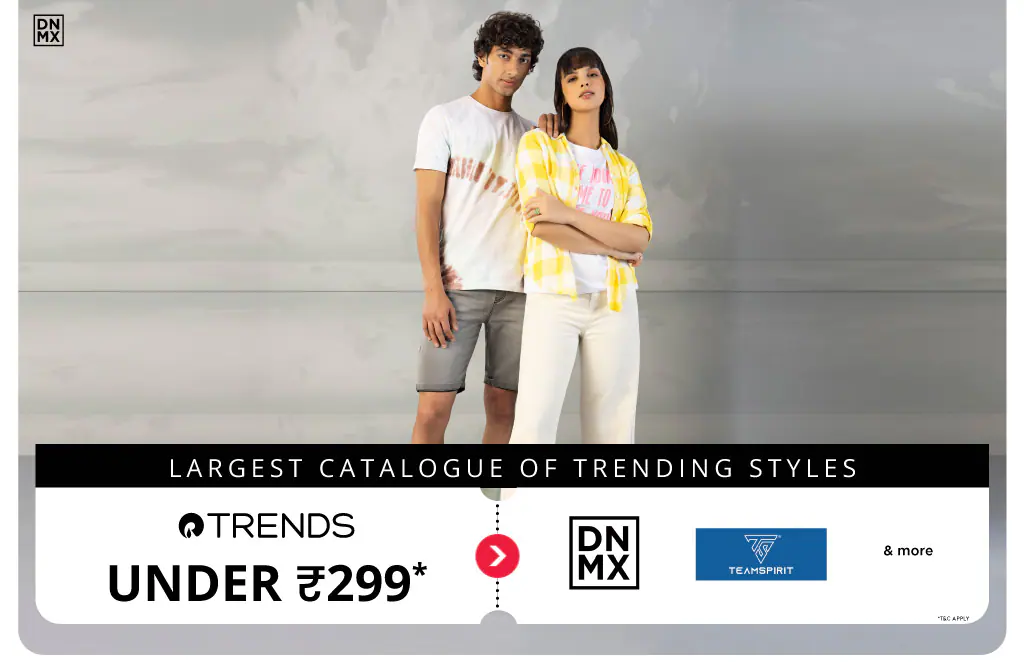 DN
MX
LARGEST CATALOGUE OF TRENDING STYLES
TRENDS
UNDER ₹299*
DN
MX
TEAMSPIRIT
& more
*T&C APPLY